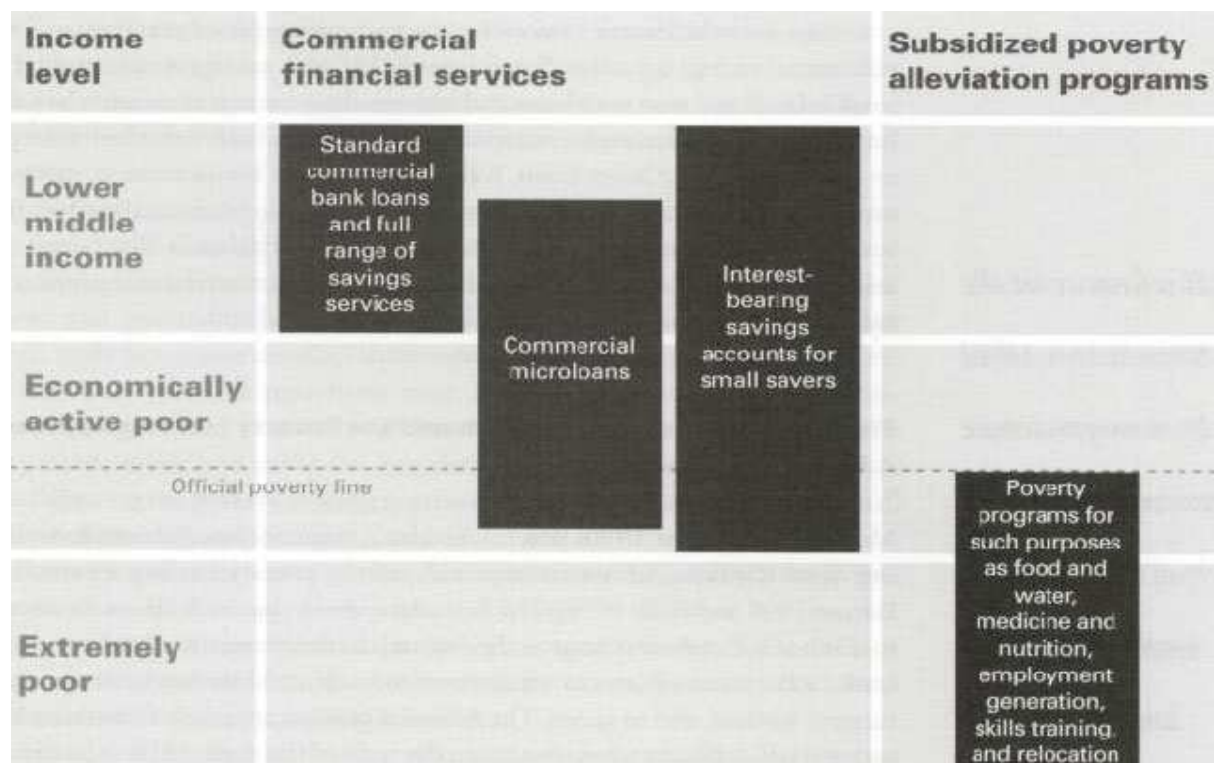 Income
level
Commercial
financial services
Subsidized poverty
alleviation programs
Lower
middle
income
Standard
commercial
bank loans
and full
range of
savings
services
Commercial
microloans
Interest-
bearing
savings
accounts for
small savers
Economically
active poor
Official poverty line
Extremely
poor
Poverty
programs for
such purposes
as food and
water,
medicine and
nutrition,
employment
generation,
skills training,
and relocation